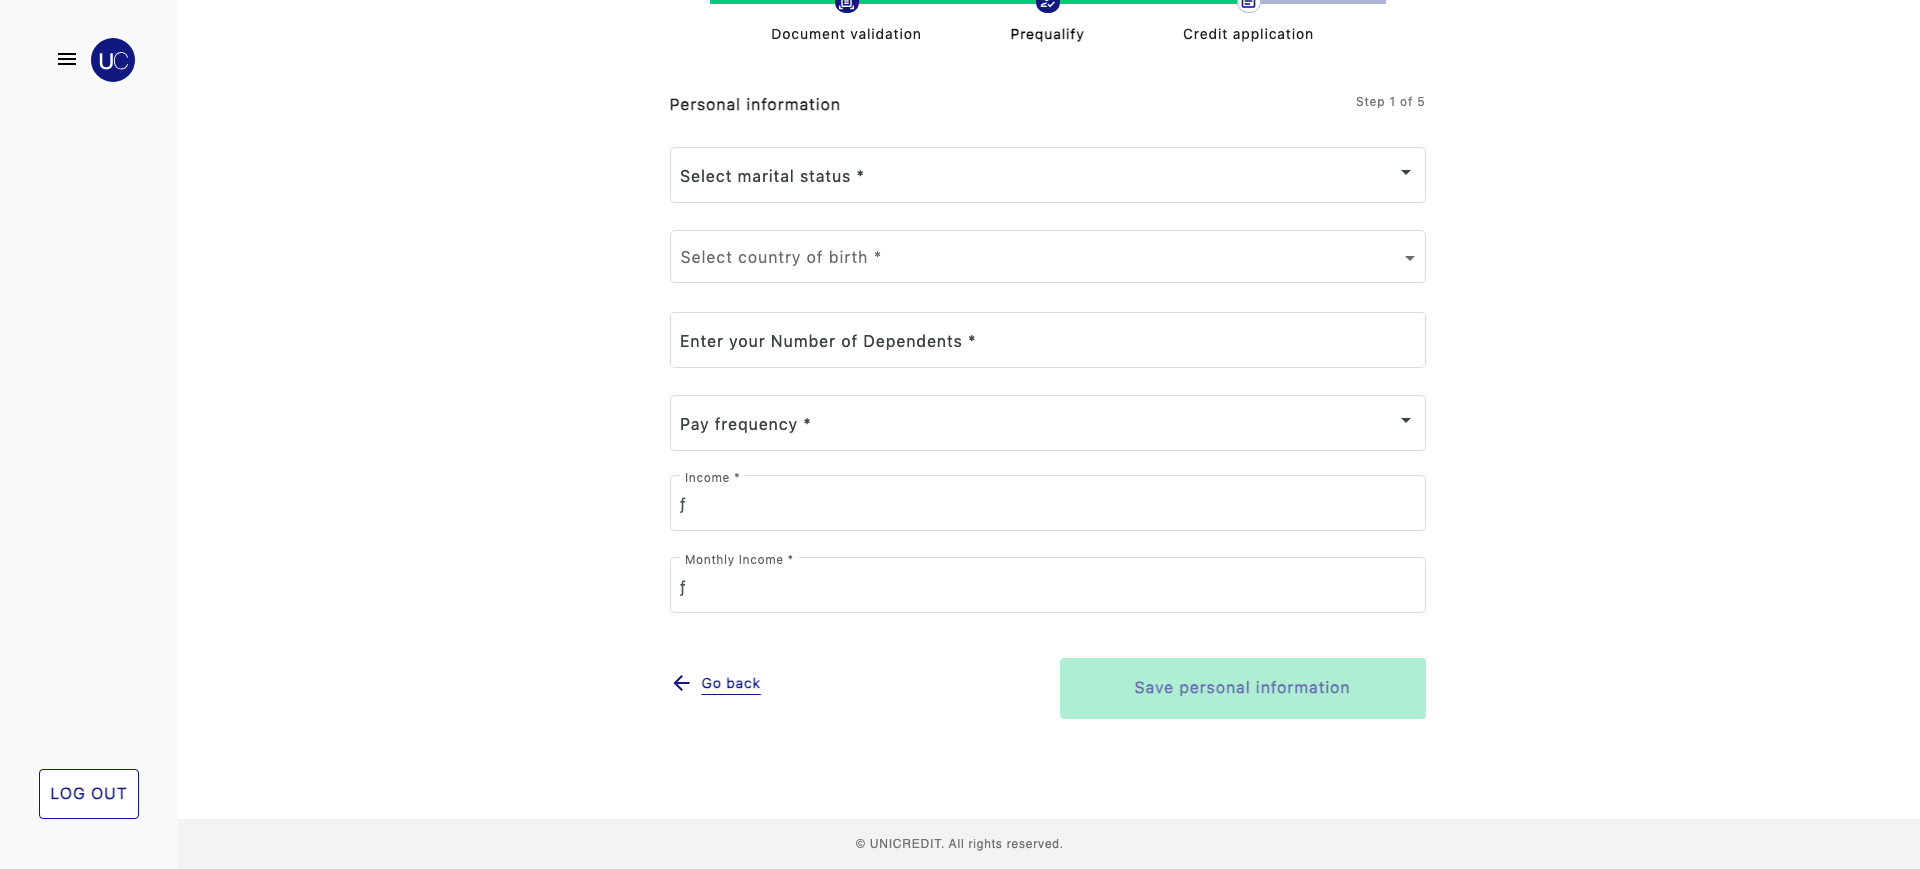 UC
Document validation
Prequalify
Credit application
Personal information
Step 1 of 5
Select marital status *
Select country of birth *
Enter your Number of Dependents *
Pay frequency *
Income *
ƒ
Monthly Income *
ƒ
Go back
Save personal information
LOG OUT
© UNICREDIT. All rights reserved.